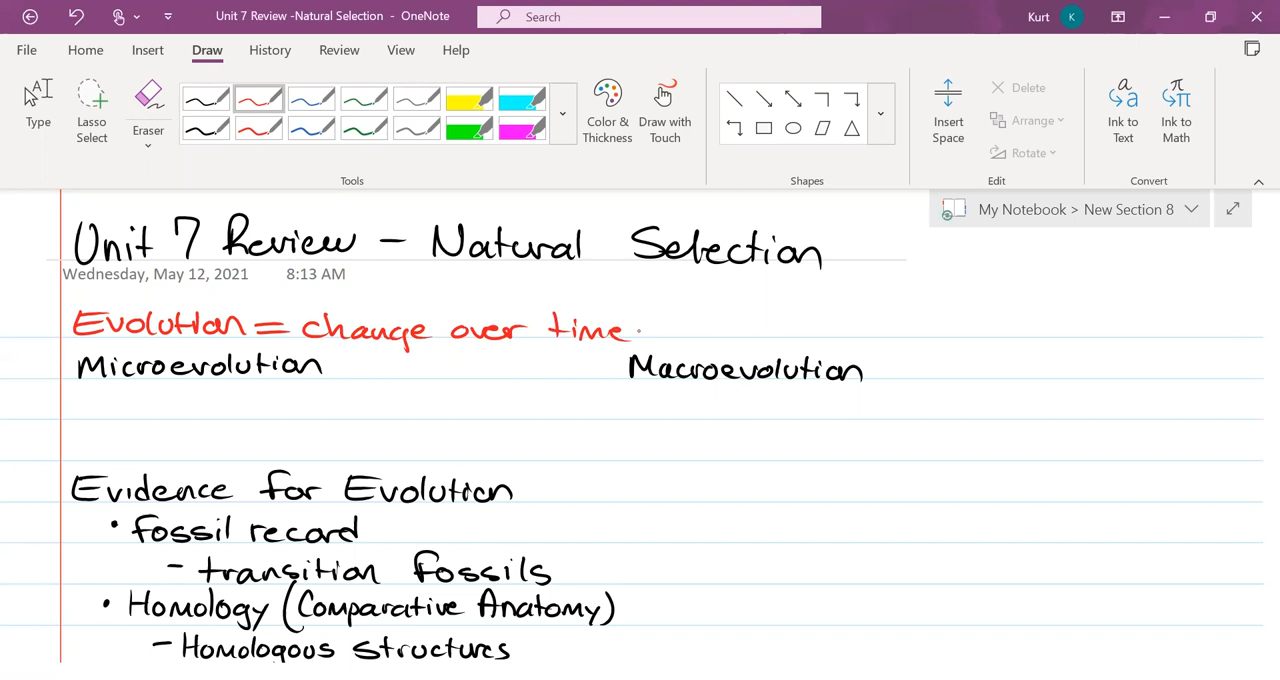 Unit 7 Review -Natural Selection - OneNote
Search
Kurt K
File Home Insert Draw History Review View Help
Type
Lasso Select
Eraser
Color & Thickness
Draw with Touch
Insert Space
Delete
Arrange
Rotate
Ink to Text
Ink to Math
Tools
Shapes
Edit
Convert
My Notebook > New Section 8
Unit 7 Review - Natural Selection
Wednesday, May 12, 2021 8:13 AM
Evolution = change over time
Microevolution Macroevolution
Evidence for Evolution
• Fossil record
- transition fossils
• Homology (Comparative Anatomy)
- Homologous structures